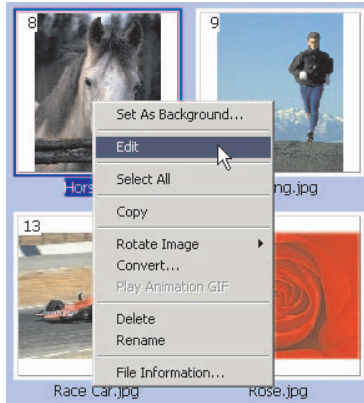 8
9
Set As Background...
Edit
Select All
Hors
ng.jpg
Copy
13
Rotate Image
Convert...
Play Animation GIF
Delete
Rename
File Information...
Race Car.jpg
Rose.jpg